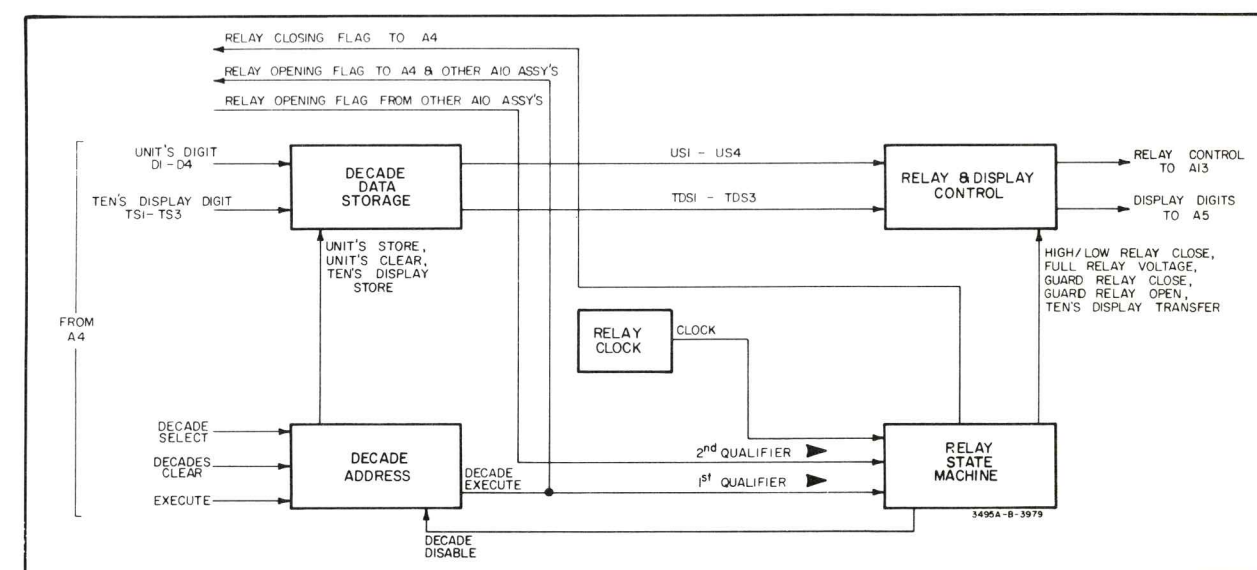 RELAY CLOSING FLAG TO A4
RELAY OPENING FLAG TO A4 & OTHER A10 ASSY'S
RELAY OPENING FLAG FROM OTHER A10 ASSY'S
UNIT'S DIGIT
D1-D4
TEN'S DISPLAY DIGIT
TS1-TS3
DECADE
DATA
STORAGE
US1 - US4
TDS1 - TDS3
RELAY & DISPLAY
CONTROL
RELAY CONTROL
TO A13
DISPLAY DIGITS
TO A5
UNIT'S STORE,
UNIT'S CLEAR,
TEN'S DISPLAY
STORE
HIGH/LOW RELAY CLOSE,
FULL RELAY VOLTAGE,
GUARD RELAY CLOSE,
GUARD RELAY OPEN,
TEN'S DISPLAY TRANSFER
FROM
A4
RELAY
CLOCK
CLOCK
DECADE
SELECT
DECADES
CLEAR
EXECUTE
DECADE
ADDRESS
DECADE
EXECUTE
2nd QUALIFIER
1st QUALIFIER
RELAY
STATE
MACHINE
3495A-B-3979
DECADE
DISABLE